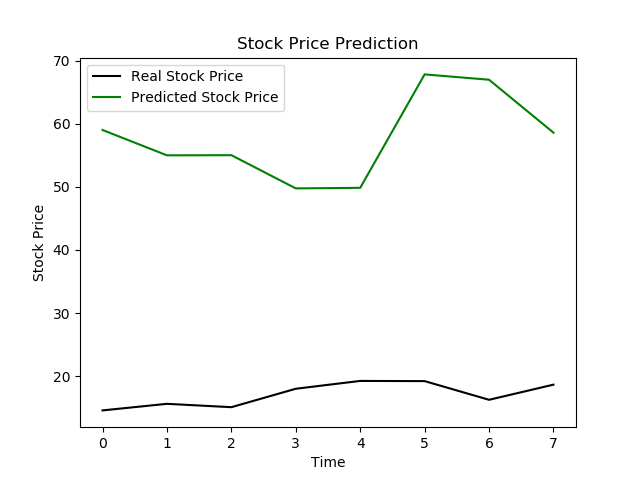 Stock Price Prediction
Real Stock Price
Predicted Stock Price
Stock Price
70
60
50
40
30
20
0 1 2 3 4 5 6 7
Time